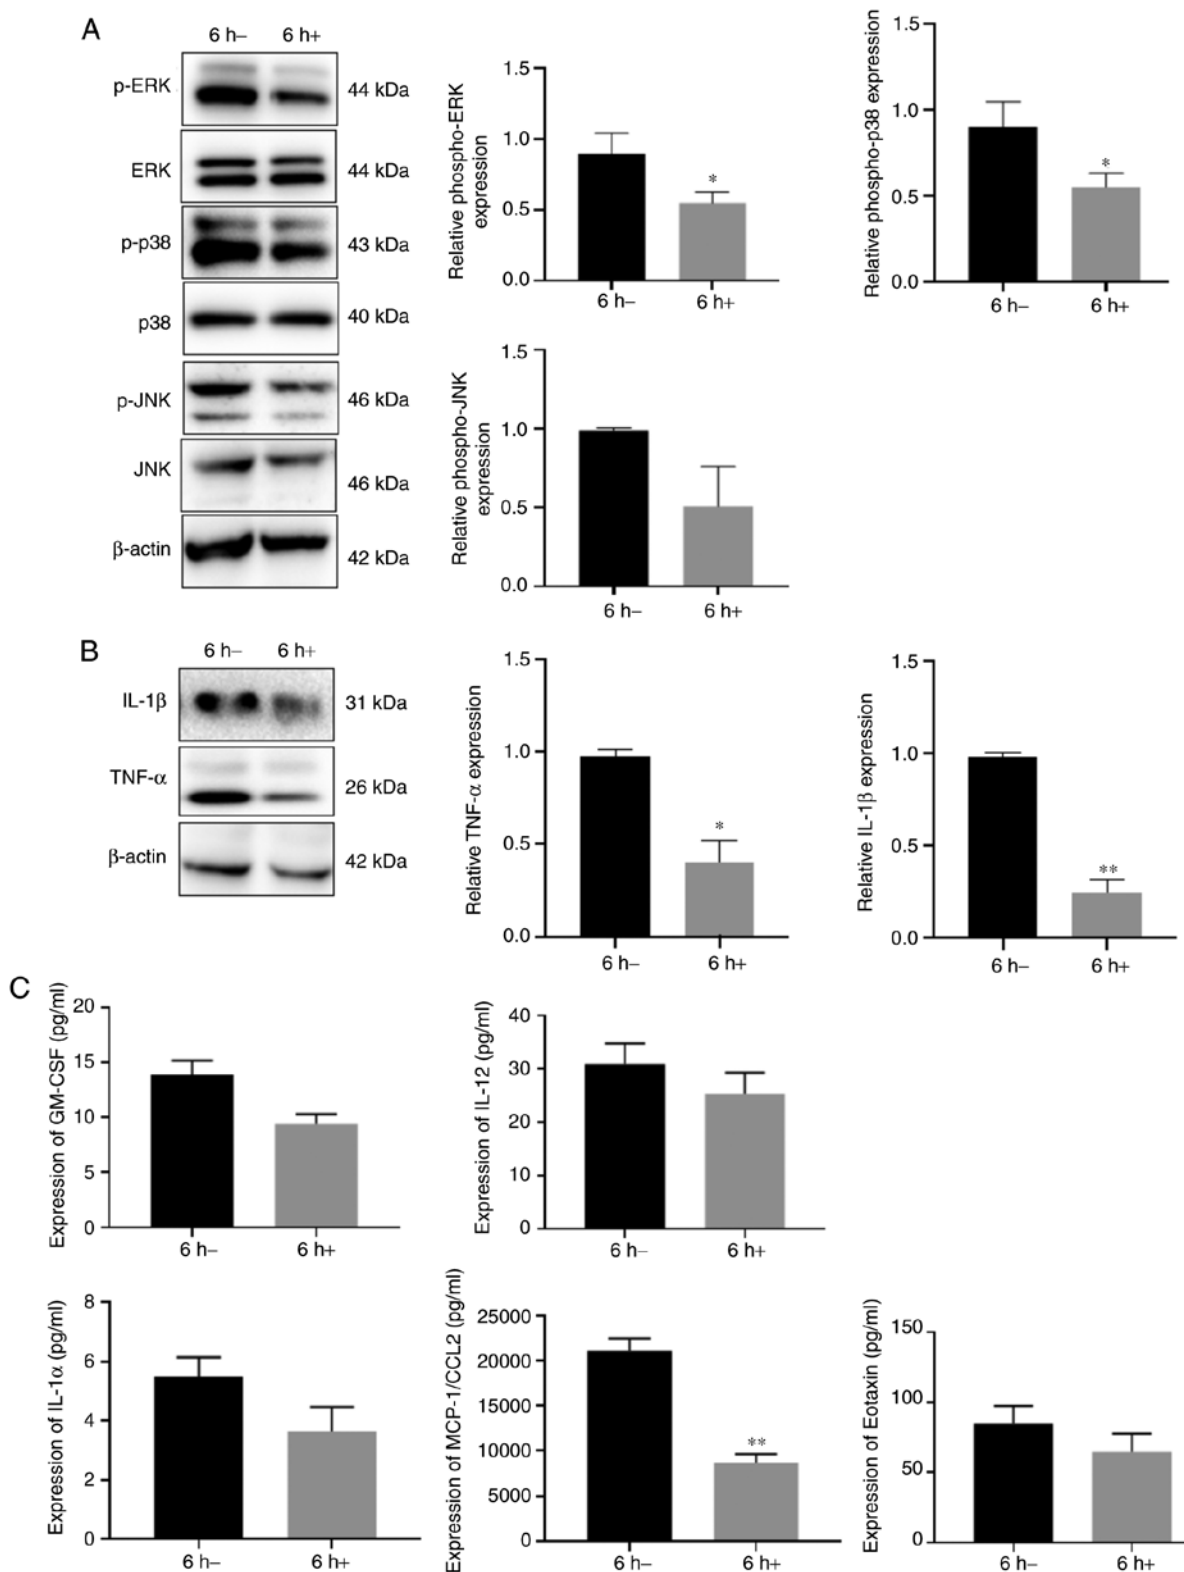 A
6 h– 6 h+
p-ERK 44 kDa
ERK 44 kDa
p-p38 43 kDa
p38 40 kDa
p-JNK 46 kDa
JNK 46 kDa
β-actin 42 kDa
Relative phospho-ERK
expression
1.5
1.0
0.5
0.0
*
6 h– 6 h+
Relative phospho-p38 expression
1.5
1.0
0.5
0.0
*
6 h– 6 h+
Relative phospho-JNK
expression
1.5
1.0
0.5
0.0
6 h– 6 h+
B
6 h– 6 h+
IL-1β 31 kDa
TNF-α 26 kDa
β-actin 42 kDa
Relative TNF-α expression
1.5
1.0
0.5
0.0
*
6 h– 6 h+
Relative IL-1β expression
1.5
1.0
0.5
0.0
**
6 h– 6 h+
C
Expression of GM-CSF (pg/ml)
20
15
10
5
0
6 h– 6 h+
Expression of IL-12 (pg/ml)
40
30
20
10
0
6 h– 6 h+
Expression of IL-1α (pg/ml)
8
6
4
2
0
6 h– 6 h+
Expression of MCP-1/CCL2 (pg/ml)
25000
20000
15000
10000
5000
0
**
6 h– 6 h+
Expression of Eotaxin (pg/ml)
150
100
50
0
6 h– 6 h+